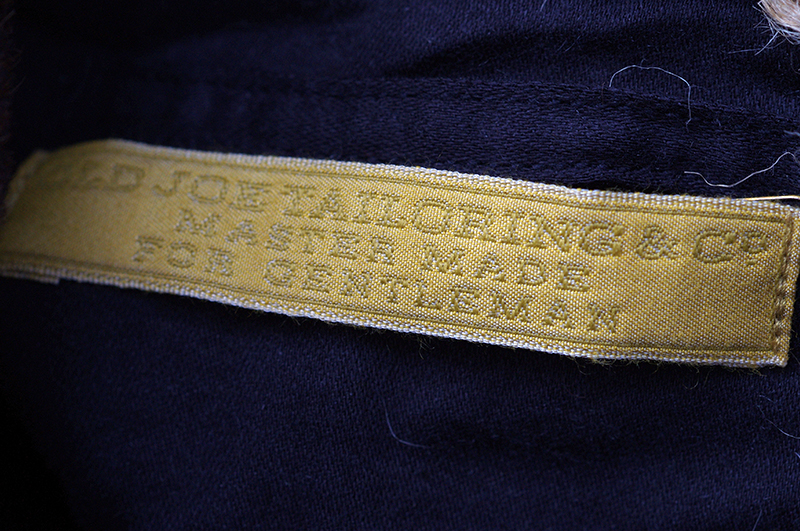 JOE TAILORING & Cº
MASTER MADE
FOR GENTLEMAN